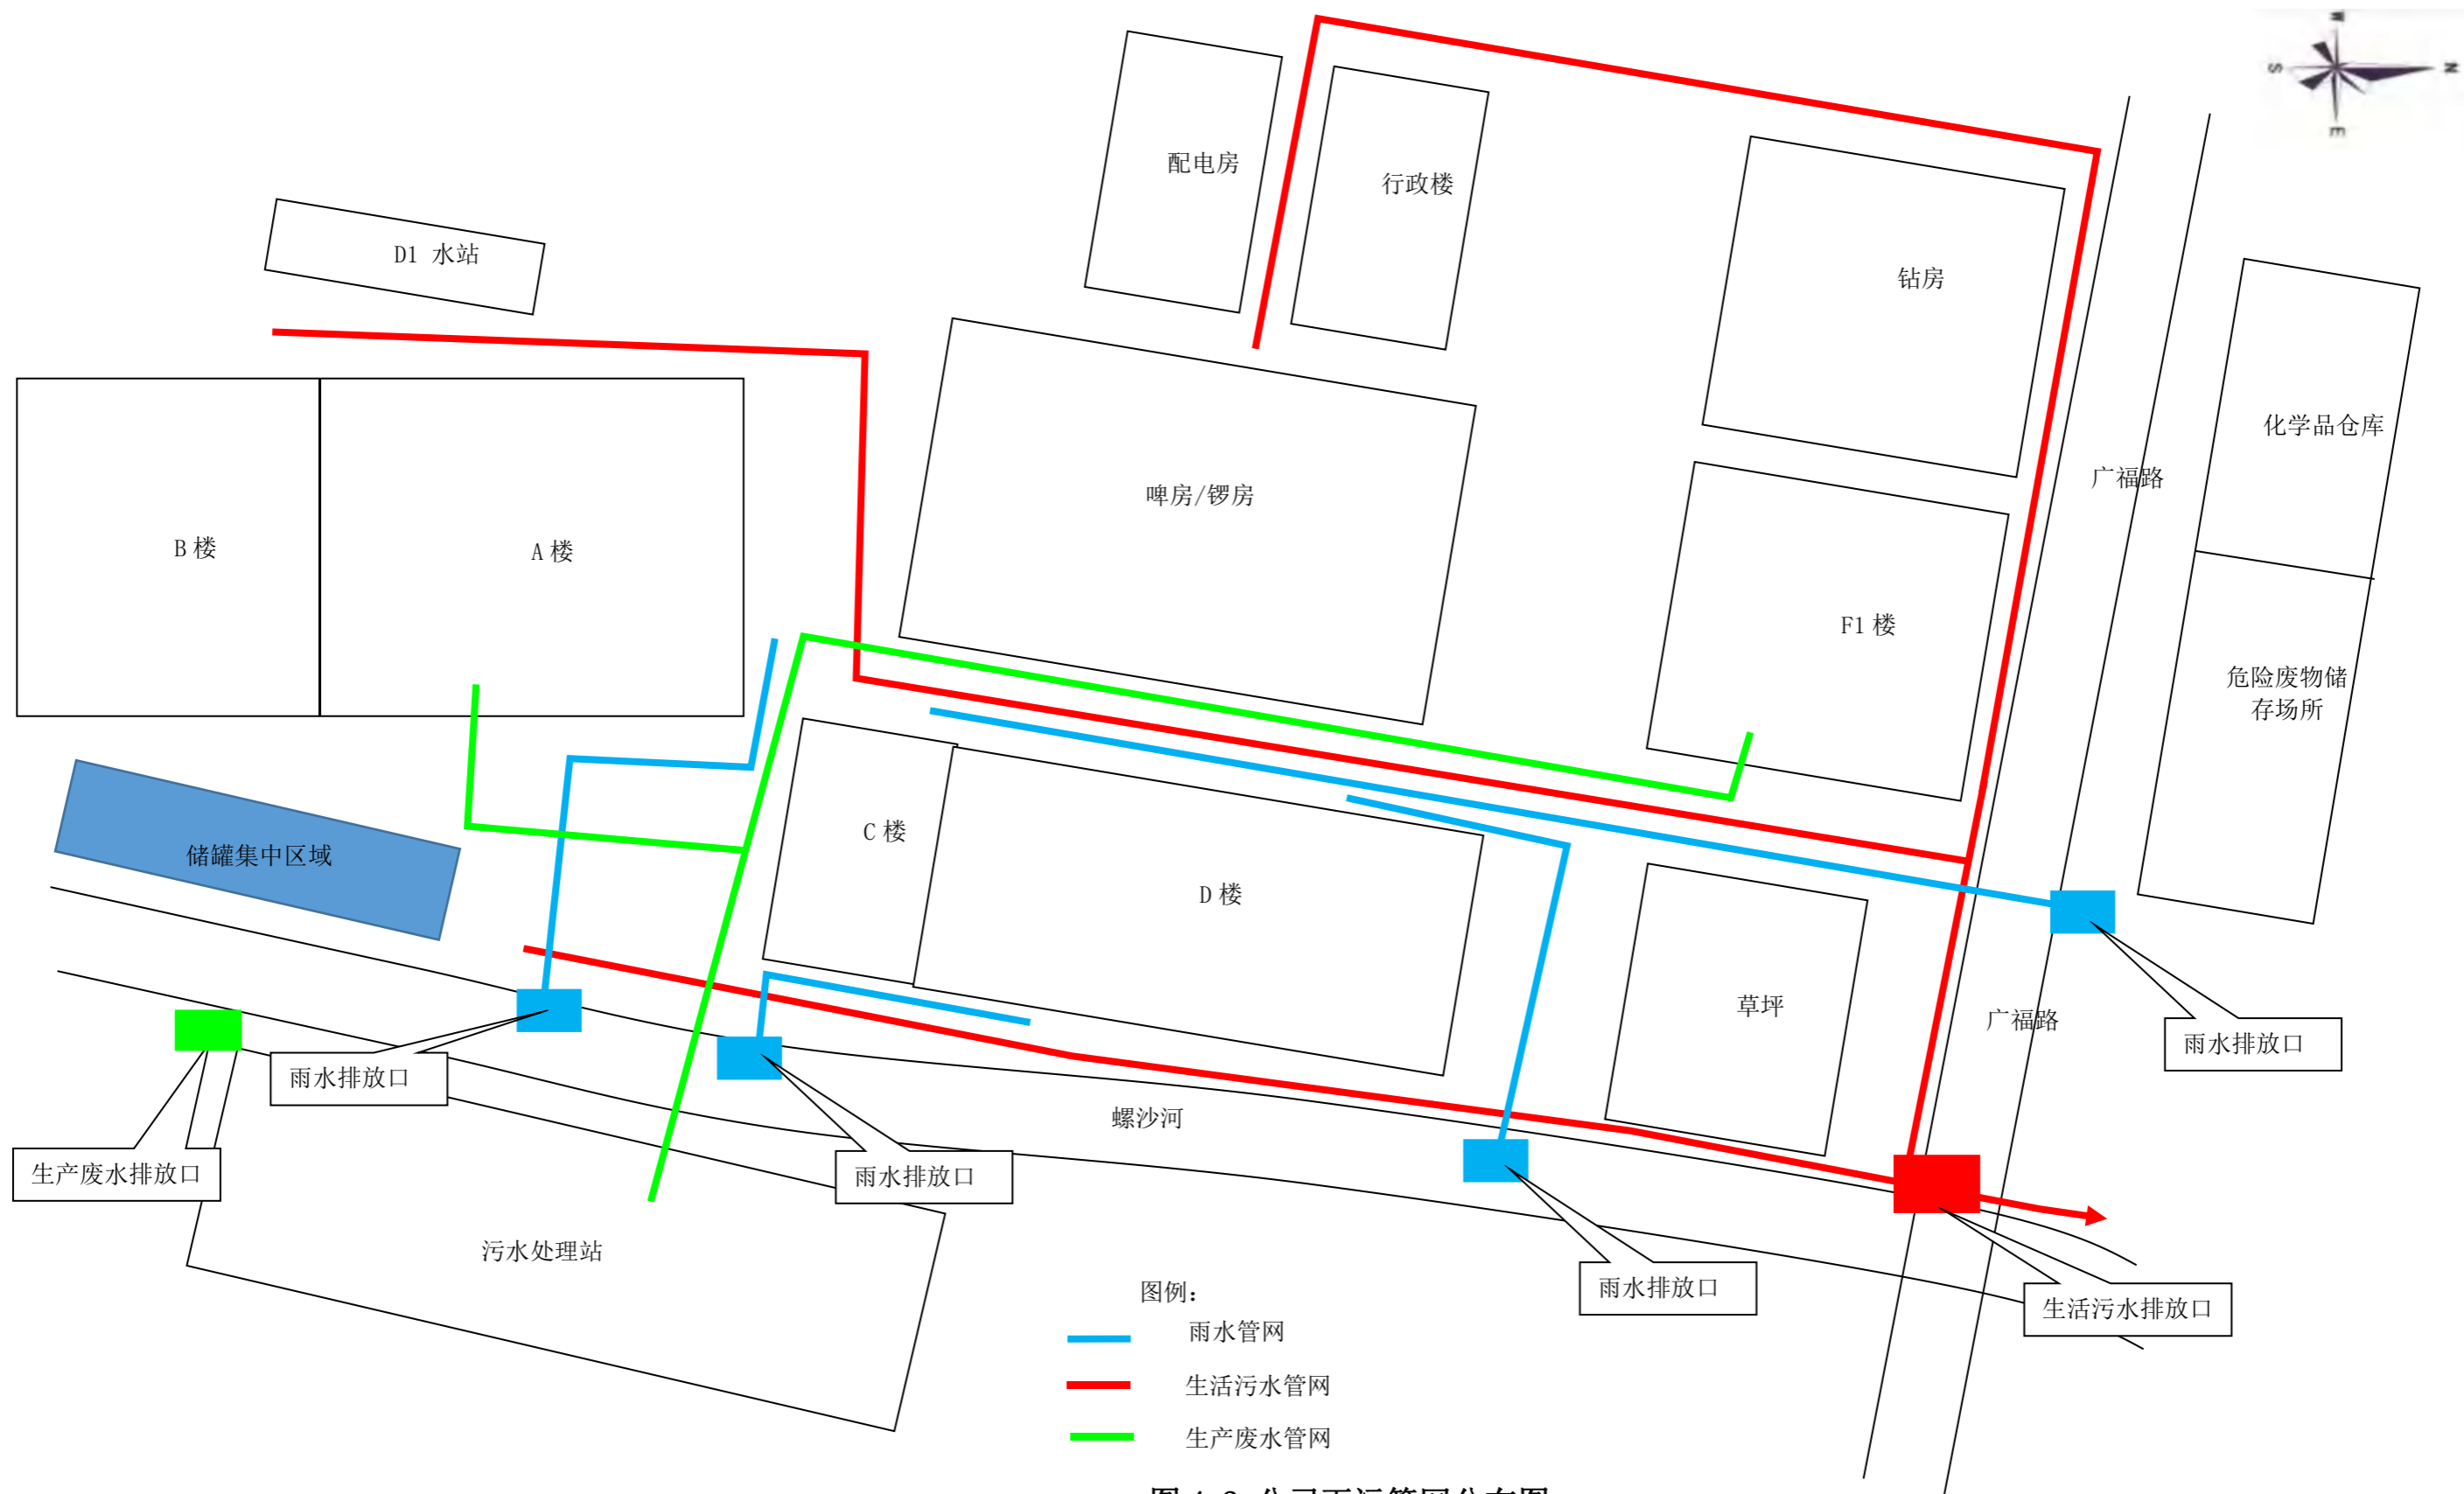 W
S
N
E
配电房
行政楼
D1 水站
钻房
化学品仓库
广福路
啤房/锣房
B 楼
A 楼
F1 楼
危险废物储
存场所
C 楼
储罐集中区域
D 楼
草坪
广福路
雨水排放口
雨水排放口
螺沙河
生产废水排放口
雨水排放口
污水处理站
雨水排放口
生活污水排放口
图例：
雨水管网
生活污水管网
生产废水管网